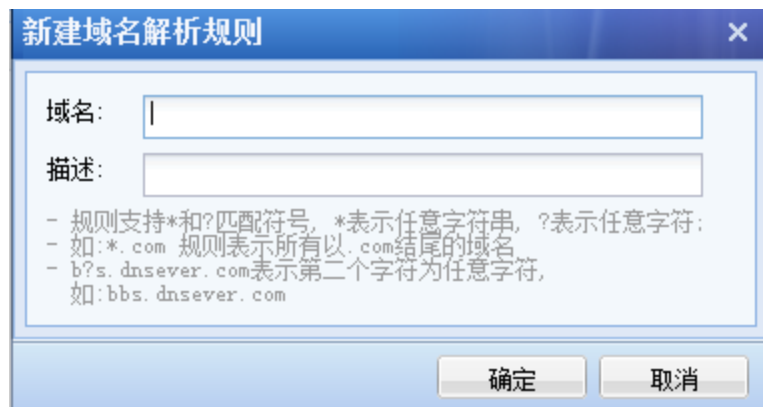 新建域名解析规则
域名:
描述:
- 规则支持*和?匹配符号, *表示任意字符串, ?表示任意字符;
- 如:*.com 规则表示所有以.com结尾的域名
- b?s.dnsever.com表示第二个字符为任意字符,
如:bbs.dnsever.com
确定 取消